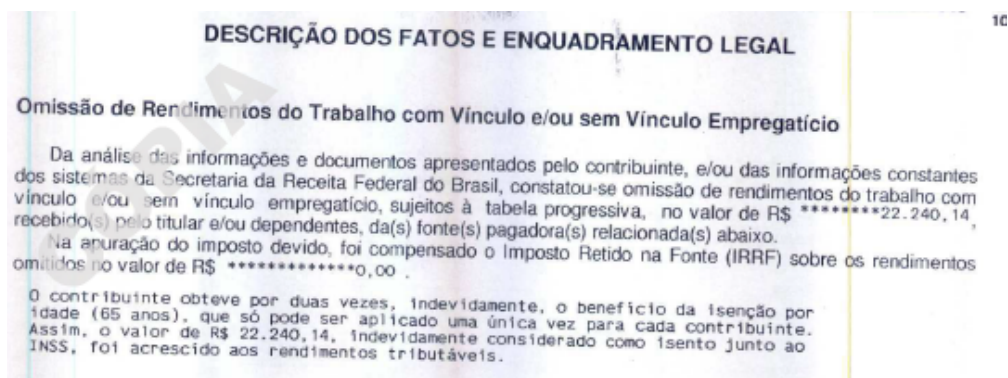 10
DESCRIÇÃO DOS FATOS E ENQUADRAMENTO LEGAL
Omissão de Rendimentos do Trabalho com Vínculo e/ou sem Vínculo Empregatício
Da análise das informações e documentos apresentados pelo contribuinte, e/ou das informações constantes
dos sistemas da Secretaria da Receita Federal do Brasil, constatou-se omissão de rendimentos do trabalho com
vínculo e/ou sem vínculo empregatício, sujeitos à tabela progressiva, no valor de R$ ********22.240,14,
recebido(s) pelo titular e/ou dependentes, da(s) fonte(s) pagadora(s) relacionada(s) abaixo.
Na apuração do imposto devido, foi compensado o Imposto Retido na Fonte (IRRF) sobre os rendimentos
omitidos no valor de R$ *************0,00 .
O contribuinte obteve por duas vezes, indevidamente, o benefício da isenção por
idade (65 anos), que só pode ser aplicado uma única vez para cada contribuinte.
Assim, o valor de R$ 22.240,14, indevidamente considerado como isento junto ao
INSS, foi acrescido aos rendimentos tributáveis.